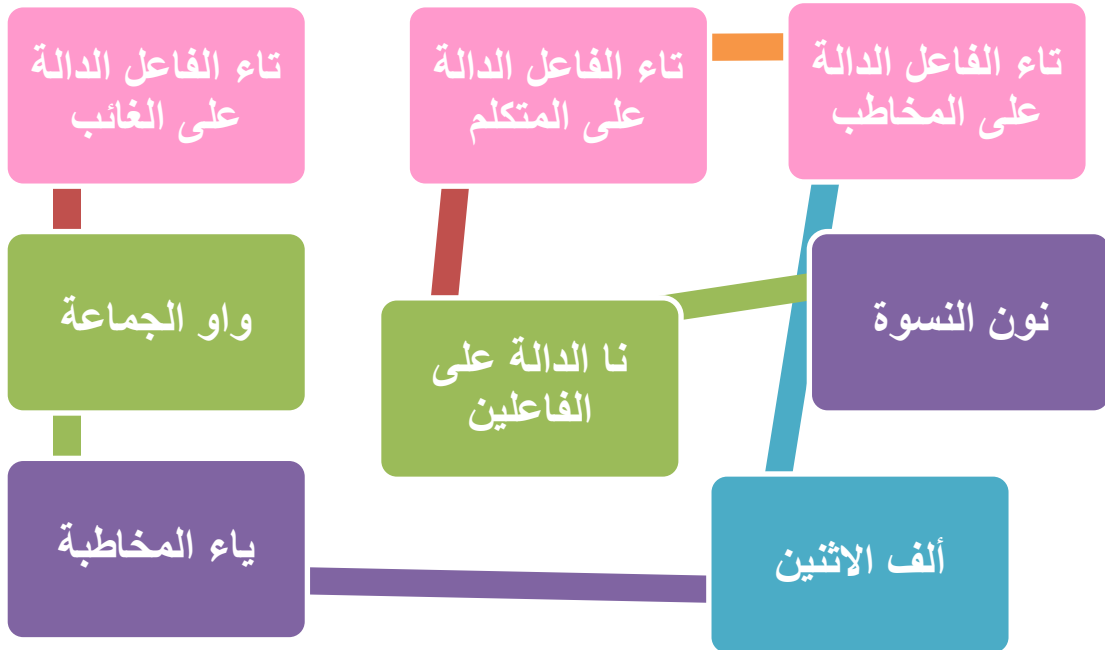 تاء الفاعل الدالة
على المخاطب
تاء الفاعل الدالة
على المتكلم
تاء الفاعل الدالة
على الغائب
نون النسوة
نا الدالة على
الفاعلين
واو الجماعة
ألف الاثنين
ياء المخاطبة